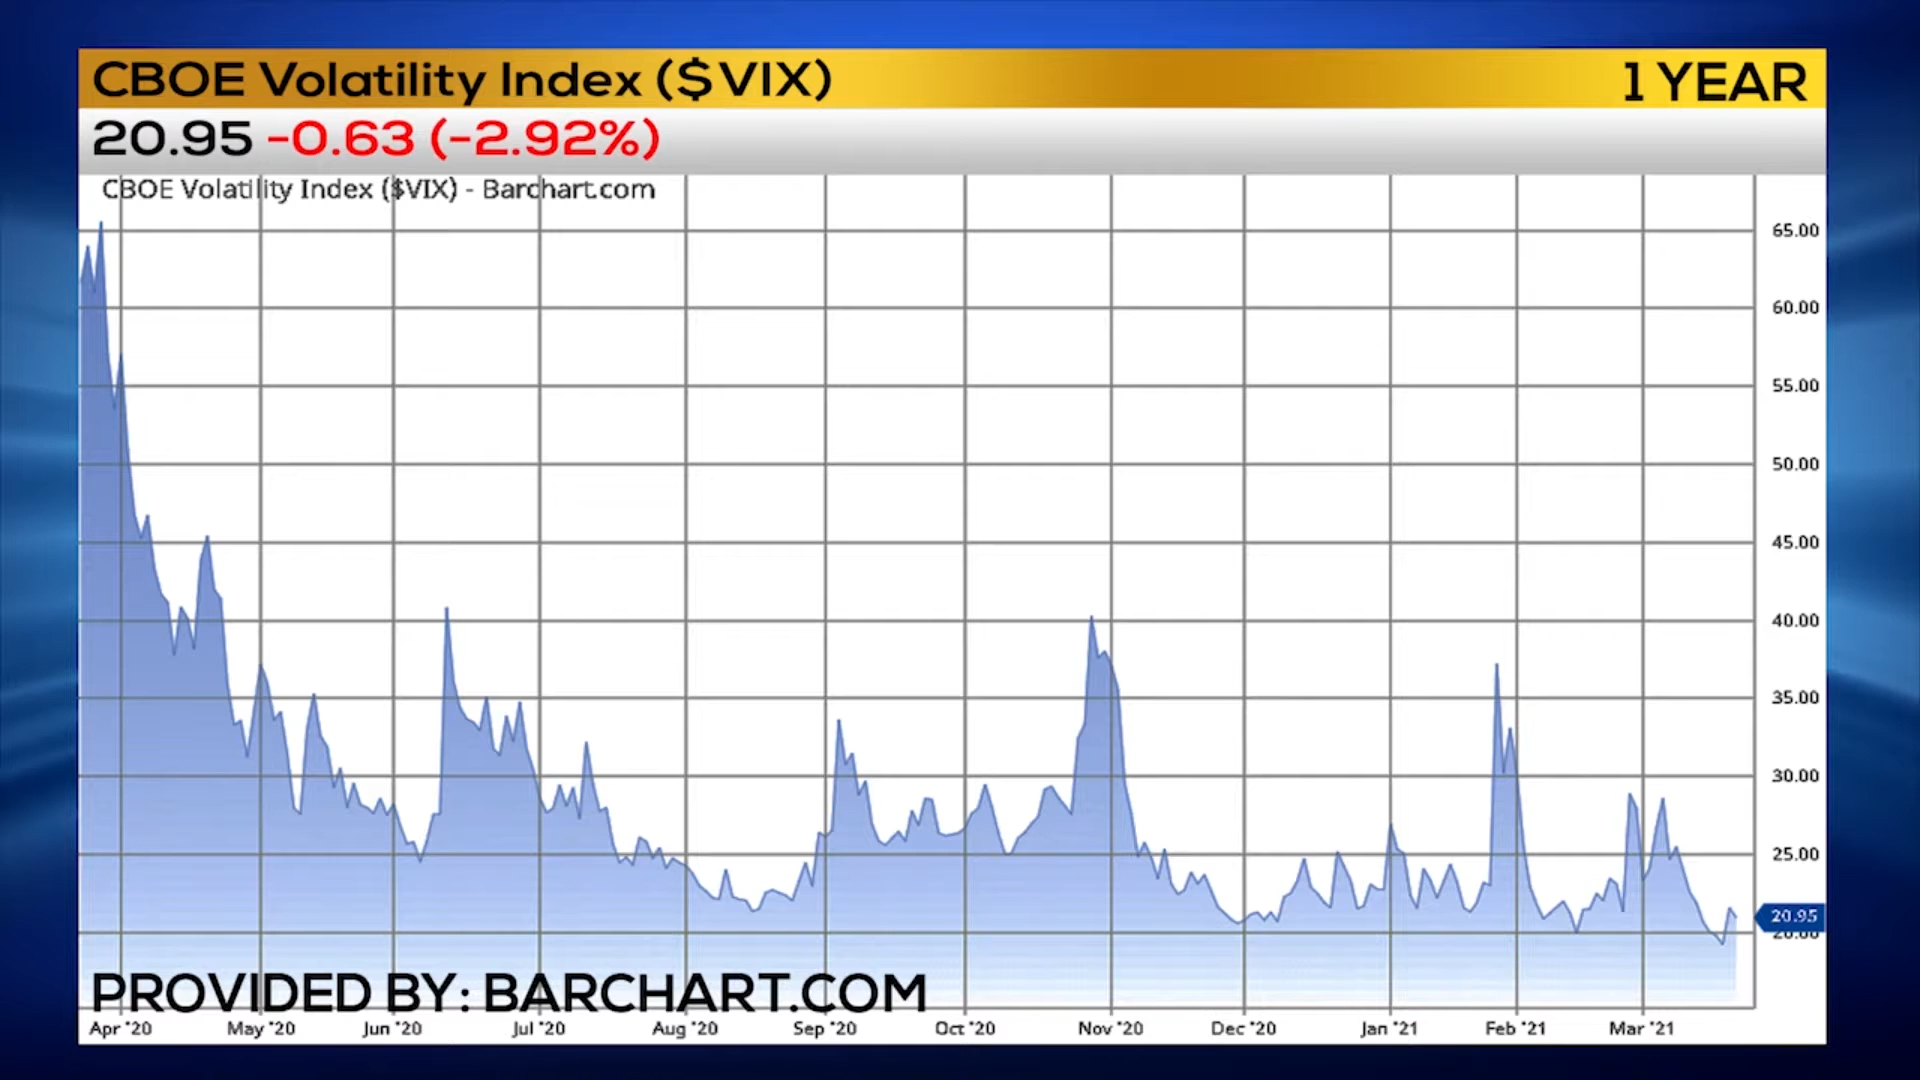 CBOE Volatility Index ($VIX)
1 YEAR
20.95 -0.63 (-2.92%)
CBOE Volatility Index ($VIX) - Barchart.com
65.00
60.00
55.00
50.00
45.00
40.00
35.00
30.00
25.00
20.95
20.00
PROVIDED BY: BARCHART.COM
Apr '20 May '20 Jun '20 Jul '20 Aug '20 Sep '20 Oct '20 Nov '20 Dec '20 Jan '21 Feb '21 Mar '21